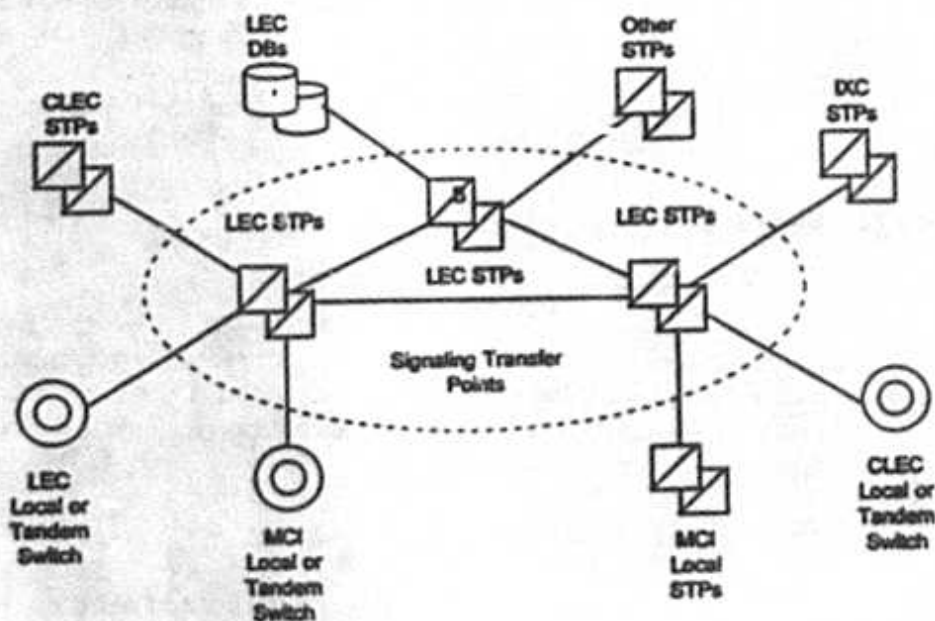 LEC
DBs
Other
STPs
CLEC
STPs
IXC
STPs
S
LEC STPs
LEC STPs
LEC STPs
Signaling Transfer
Points
LEC
Local or
Tandem
Switch
MCI
Local or
Tandem
Switch
MCI
Local
STPs
CLEC
Local or
Tandem
Switch